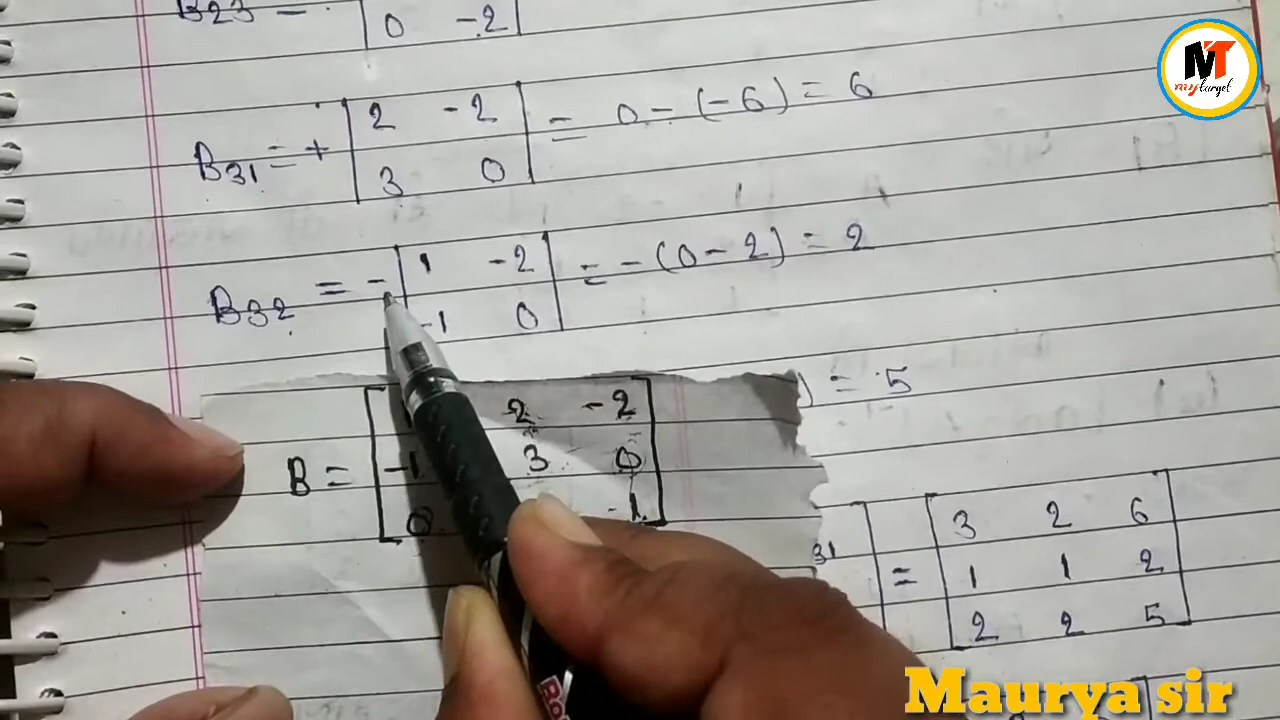 B23 =
0 -2
MT
my target
B31 = + | 2 -2 | = 0 - (-6) = 6
| 3 0 |
B32 = - | 1 -2 | = - (0 - 2) = 2
| -1 0 |
) = 5
B = [ 2 -2 ]
[ -1 3 0 ]
[ 0 1 ]
31 ] = [ 3 2 6 ]
[ 1 1 2 ]
[ 2 2 5 ]
Maurya sir